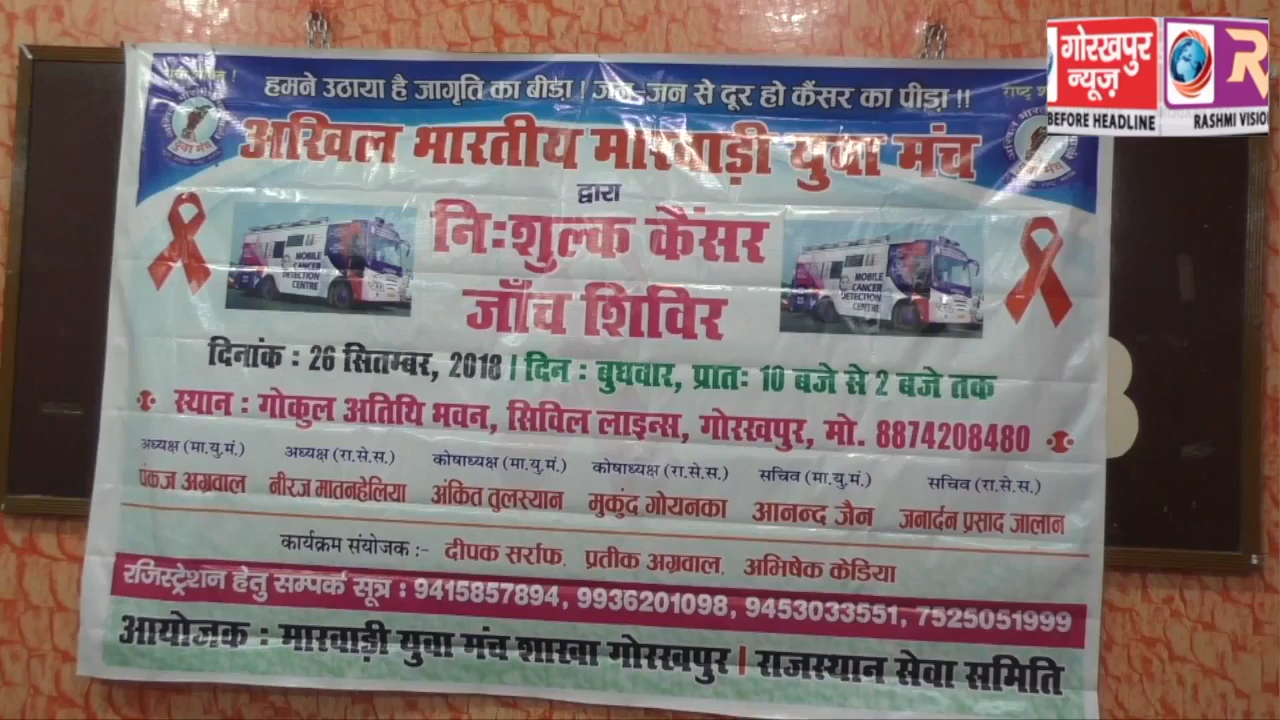 गोरखपुर
न्यूज़
BEFORE HEADLINE
R
RASHMI VISIO
हमने उठाया है जागृति का बीडा ! जन-जन से दूर हो कैंसर का पीड़ा !!
अखिल भारतीय मारवाड़ी युवा मंच
युवा मंच
द्वारा
निःशुल्क कैंसर
जाँच शिविर
MOBILE
CANCER
DETECTION
CENTRE
MOBILE
CANCER
DETECTION
CENTRE
दिनांक : 26 सितम्बर, 2018 | दिन : बुधवार, प्रातः 10 बजे से 2 बजे तक
स्थान : गोकुल अतिथि भवन, सिविल लाइन्स, गोरखपुर, मो. 8874208480
अध्यक्ष (मा.यु.मं.) अध्यक्ष (रा.से.स.) कोषाध्यक्ष (मा.यु.मं.) कोषाध्यक्ष (रा.से.स.) सचिव (मा.यु.मं.) सचिव (रा.से.स.)
पंकज अग्रवाल नीरज मातनहेलिया अंकित तुलस्यान मुकुंद गोयनका आनन्द जैन जनार्दन प्रसाद जालान
कार्यक्रम संयोजक :- दीपक सर्राफ, प्रतीक अग्रवाल, अभिषेक केडिया
रजिस्ट्रेशन हेतु सम्पर्क सूत्र : 9415857894, 9936201098, 9453033551, 7525051999
आयोजक : मारवाड़ी युवा मंच शाखा गोरखपुर | राजस्थान सेवा समिति